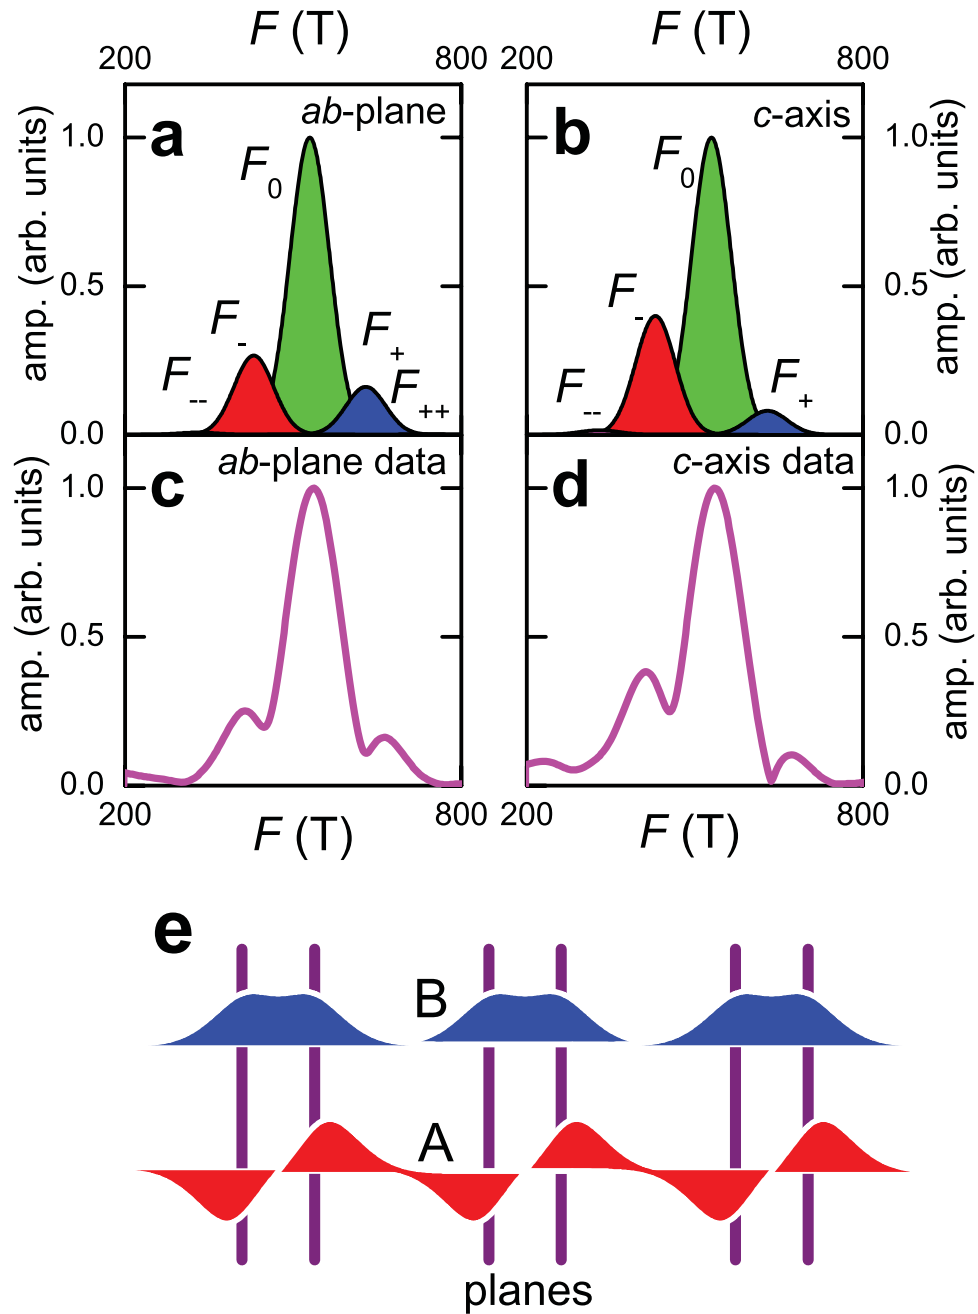 F (T)
F (T)
200
800
200
800
a
ab-plane
b
c-axis
1.0
1.0
F0
F0
amp. (arb. units)
amp. (arb. units)
0.5
0.5
F-
F+
F-
F--
F++
F--
F+
0.0
0.0
c
ab-plane data
d
c-axis data
1.0
1.0
amp. (arb. units)
amp. (arb. units)
0.5
0.5
0.0
0.0
200
800
200
800
F (T)
F (T)
e
B
A
planes